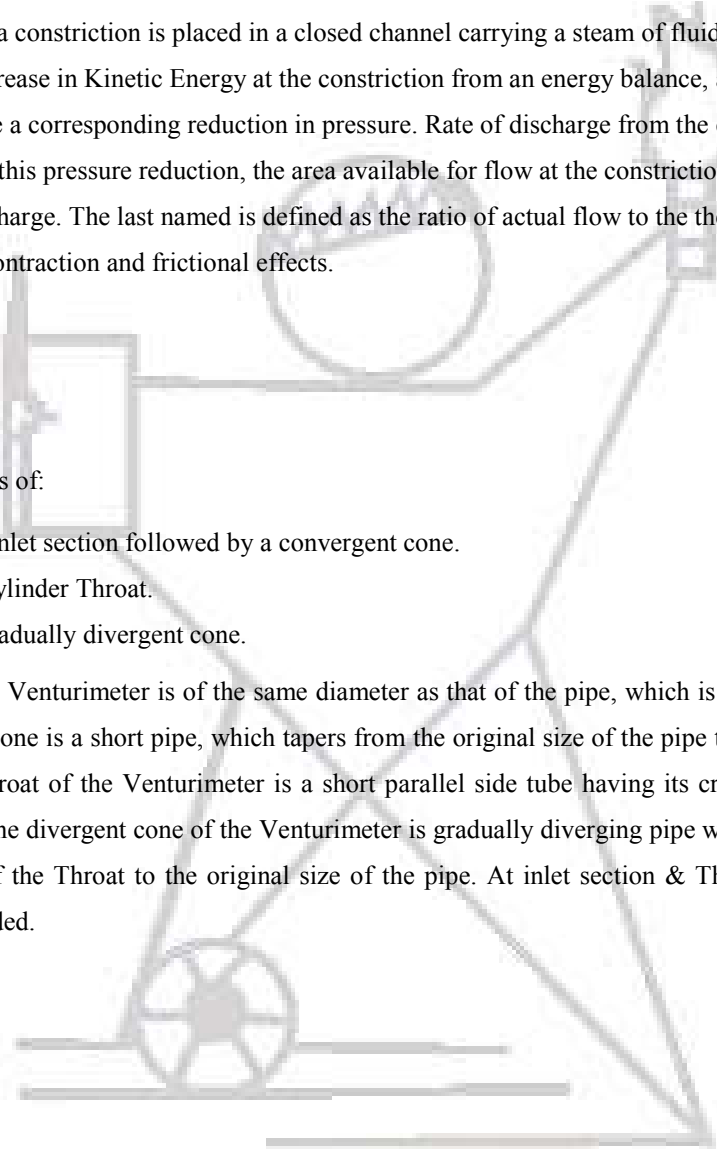 a constriction is placed in a closed channel carrying a steam of fluid
rease in Kinetic Energy at the constriction from an energy balance,
e a corresponding reduction in pressure. Rate of discharge from the
this pressure reduction, the area available for flow at the constrictio
harge. The last named is defined as the ratio of actual flow to the the
ontraction and frictional effects.
s of:
nlet section followed by a convergent cone.
ylinder Throat.
adually divergent cone.
Venturimeter is of the same diameter as that of the pipe, which is
one is a short pipe, which tapers from the original size of the pipe t
roat of the Venturimeter is a short parallel side tube having its cr
he divergent cone of the Venturimeter is gradually diverging pipe w
f the Throat to the original size of the pipe. At inlet section & Th
ded.